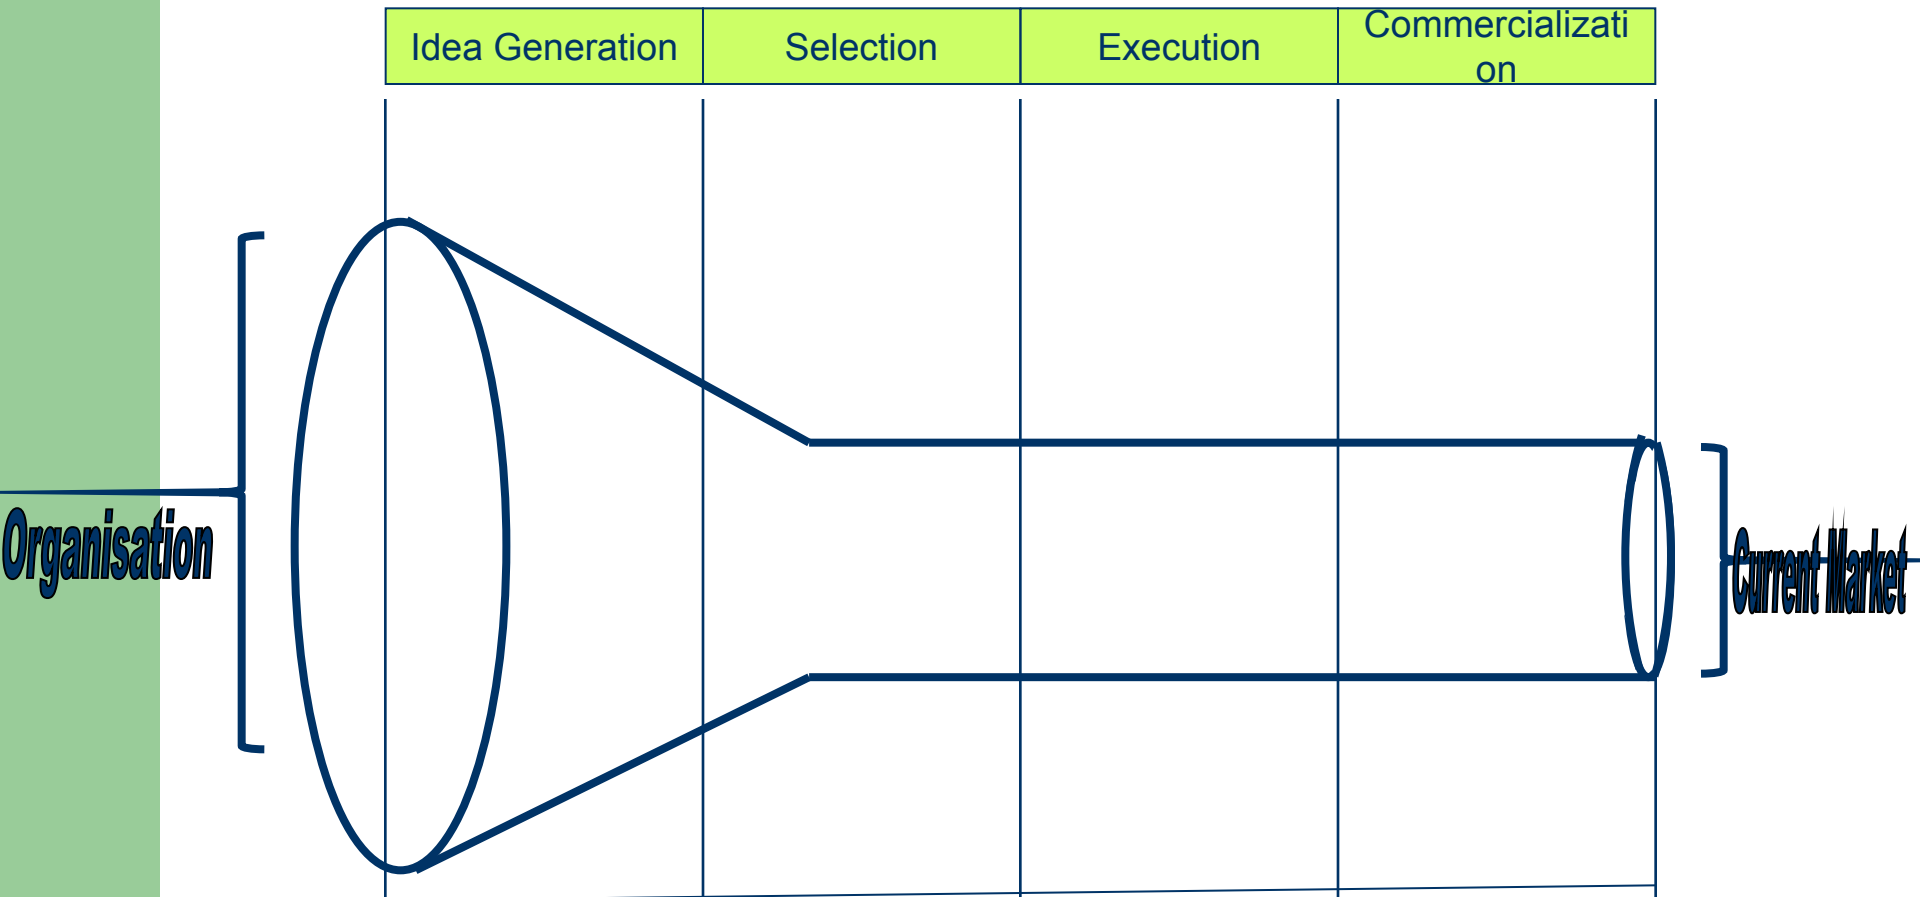 Idea Generation
Selection
Execution
Commercializati
on
Organisation
Current Market